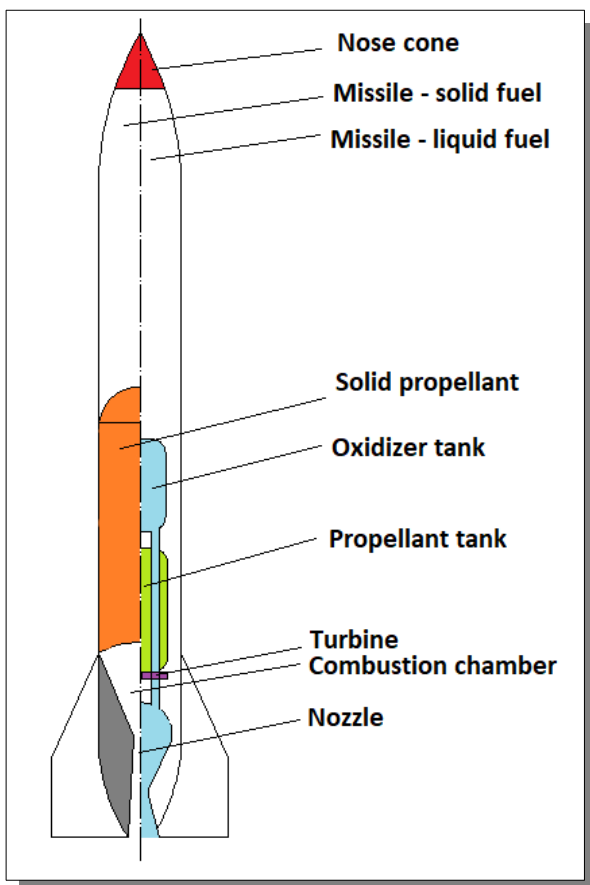 Nose cone
Missile - solid fuel
Missile - liquid fuel
Solid propellant
Oxidizer tank
Propellant tank
Turbine
Combustion chamber
Nozzle